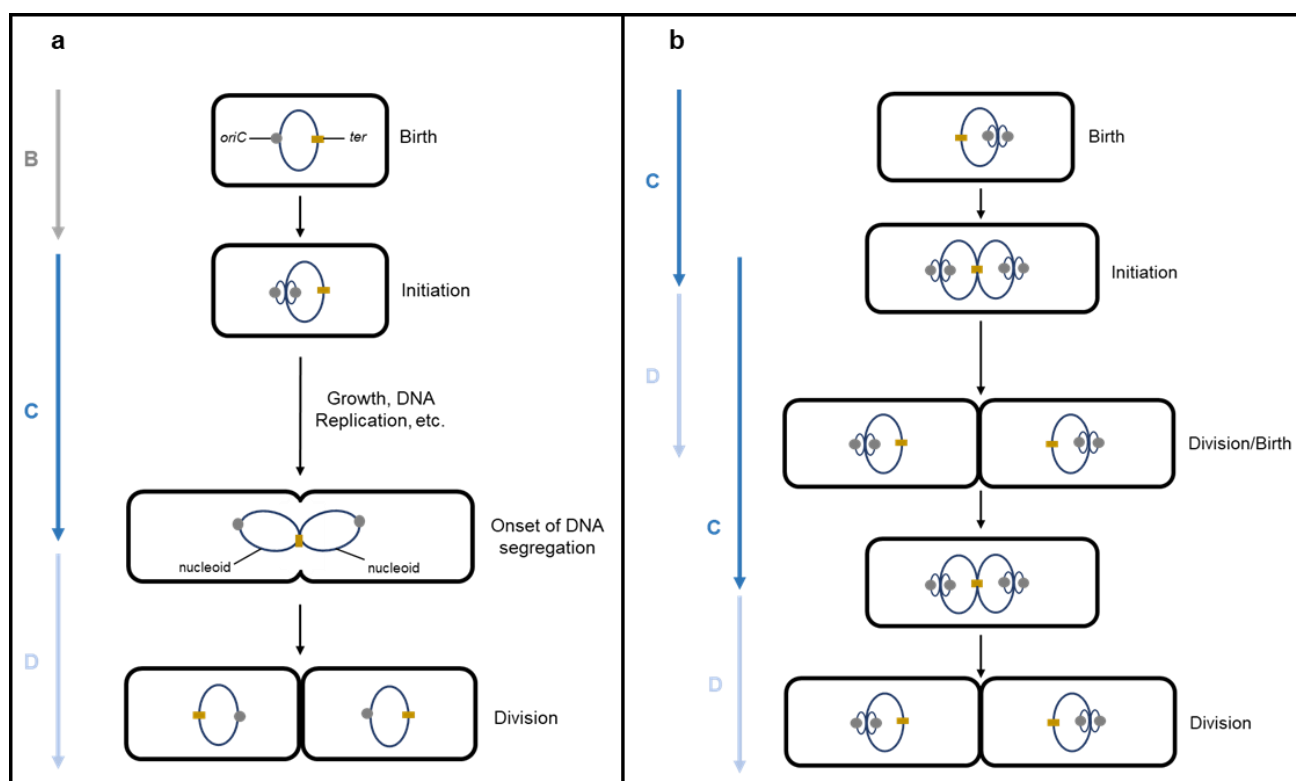 a
B
C
D
oriC
ter
Birth
Initiation
Growth, DNA
Replication, etc.
Onset of DNA
segregation
nucleoid
nucleoid
Division
b
C
D
C
D
Birth
Initiation
Division/Birth
Division